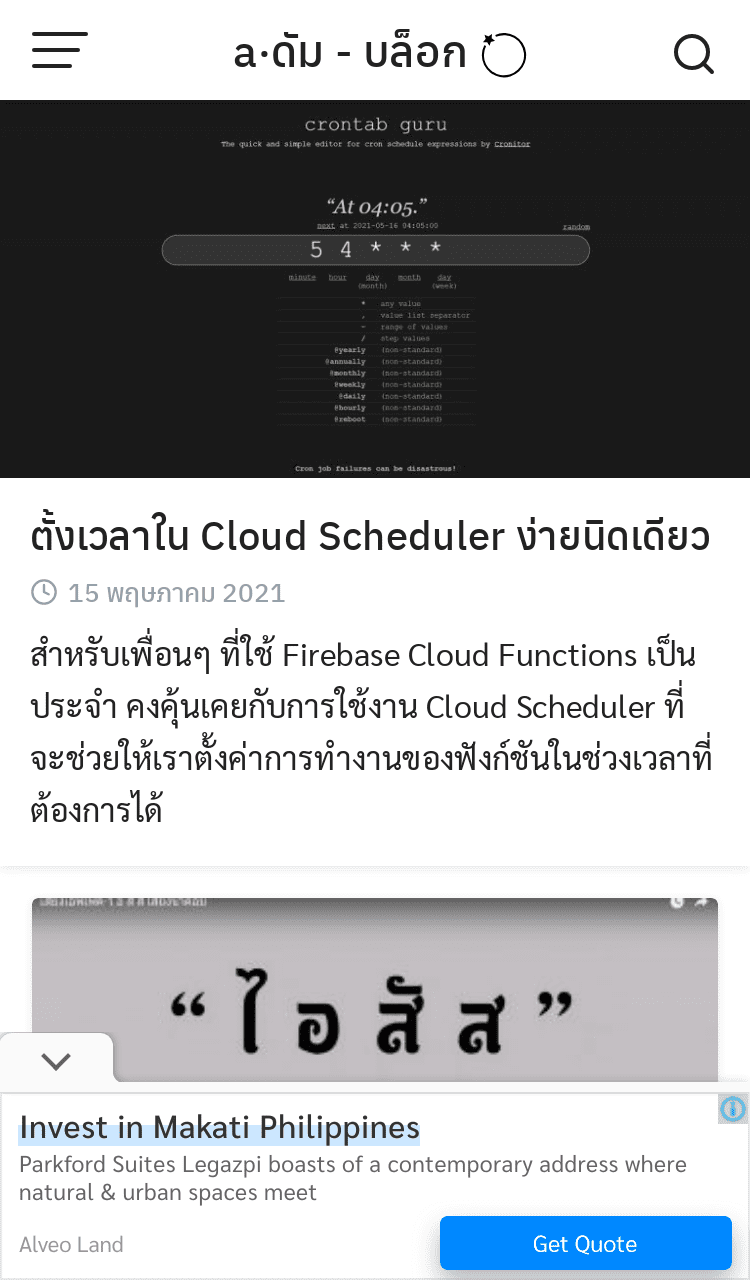 a·ดัม - บล็อก
crontab guru
The quick and simple editor for cron schedule expressions by Cronitor
“At 04:05.”
next at 2021-05-16 04:05:00
random
5 4 * * *
minute hour day (month) month day (week)
* any value
, value list separator
- range of values
/ step values
@yearly (non-standard)
@annually (non-standard)
@monthly (non-standard)
@weekly (non-standard)
@daily (non-standard)
@hourly (non-standard)
@reboot (non-standard)
Cron job failures can be disastrous!
ตั้งเวลาใน Cloud Scheduler ง่ายนิดเดียว
15 พฤษภาคม 2021
สำหรับเพื่อนๆ ที่ใช้ Firebase Cloud Functions เป็น
ประจำ คงคุ้นเคยกับการใช้งาน Cloud Scheduler ที่
จะช่วยให้เราตั้งค่าการทำงานของฟังก์ชันในช่วงเวลาที่
ต้องการได้
“ ไ อ สั ส ”
Invest in Makati Philippines
Parkford Suites Legazpi boasts of a contemporary address where
natural & urban spaces meet
Alveo Land
Get Quote